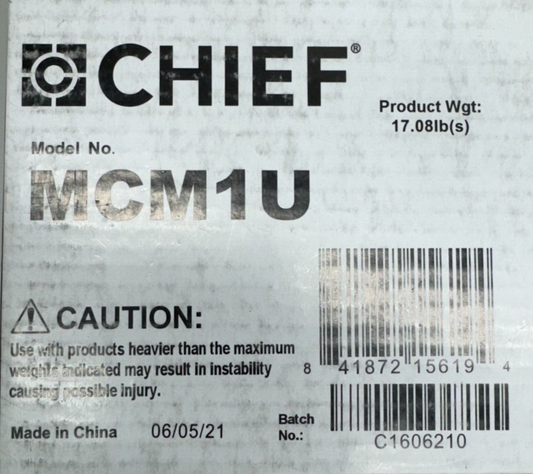 CHIEF®
Product Wgt:
17.08lb(s)
Model No.
MCM1U
CAUTION:
Use with products heavier than the maximum
weights indicated may result in instability
causing possible injury.
8 41872 15619 4
Made in China 06/05/21
Batch
No.:
C1606210